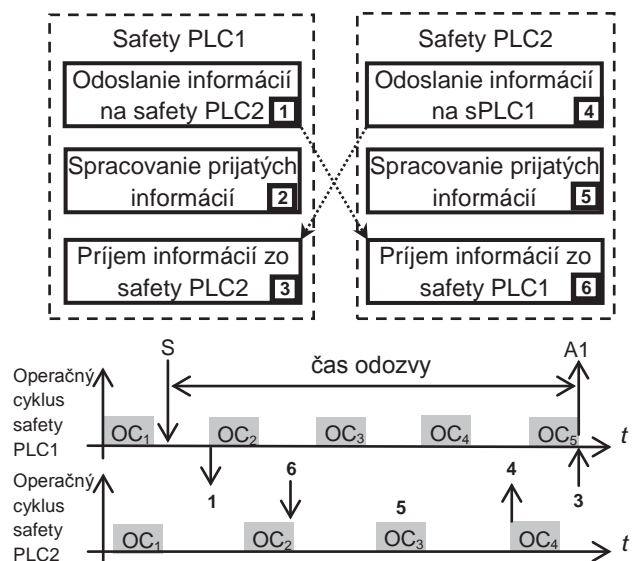 Safety PLC1
Odoslanie informácií
na safety PLC2 1
Spracovanie prijatých
informácií 2
Príjem informácií zo
safety PLC2 3
Safety PLC2
Odoslanie informácií
na sPLC1 4
Spracovanie prijatých
informácií 5
Príjem informácií zo
safety PLC1 6
S
čas odozvy
A1
Operačný
cyklus
safety
PLC1
OC₁ OC₂ OC₃ OC₄ OC₅ t
1 6 5 4 3
Operačný
cyklus
safety
PLC2
OC₁ OC₂ OC₃ OC₄ t